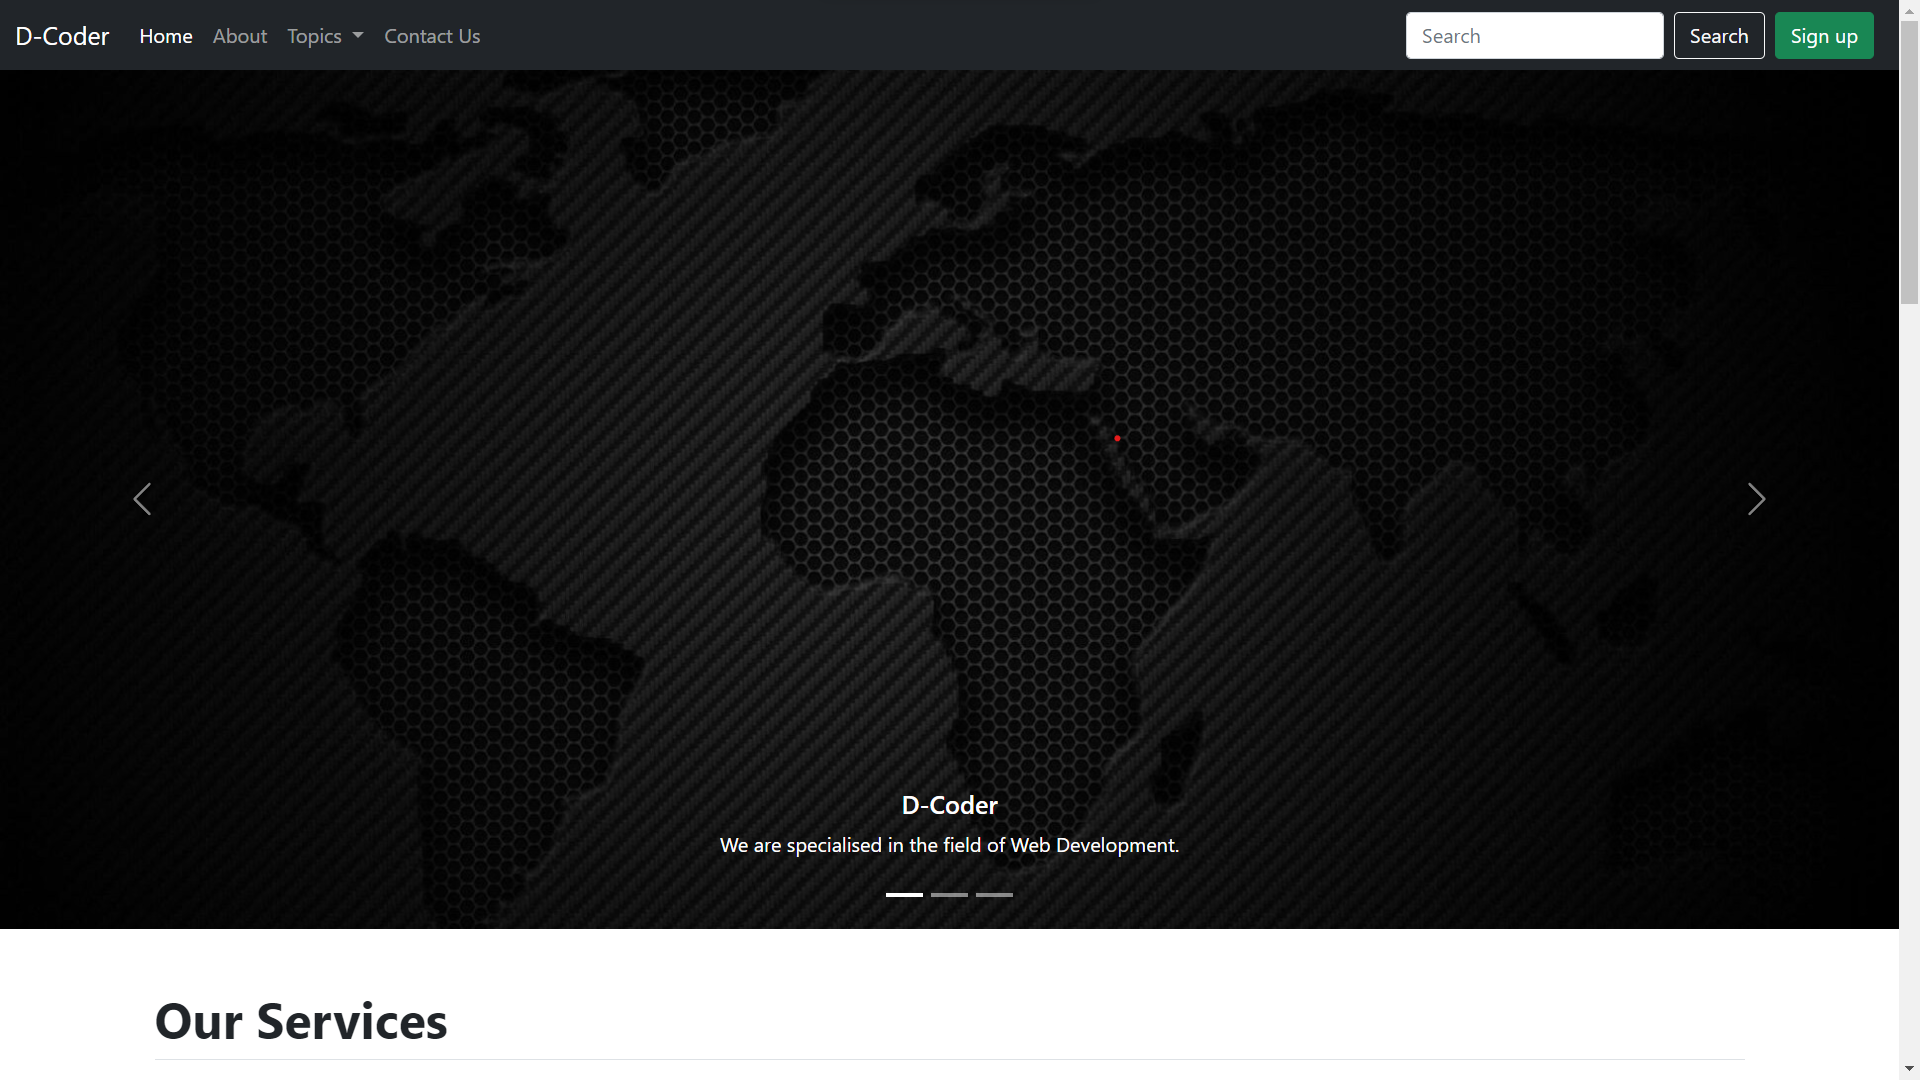 D-Coder Home About Topics Contact Us Search Search Sign up
D-Coder
We are specialised in the field of Web Development.
Our Services